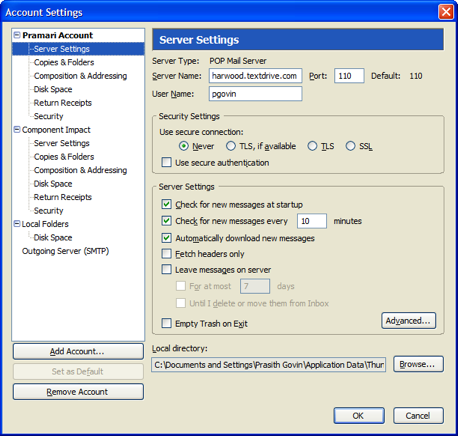 Account Settings
Pramari Account
Server Settings
Copies & Folders
Composition & Addressing
Disk Space
Return Receipts
Security
Component Impact
Server Settings
Copies & Folders
Composition & Addressing
Disk Space
Return Receipts
Security
Local Folders
Disk Space
Outgoing Server (SMTP)
Add Account...
Set as Default
Remove Account
Server Settings
Server Type: POP Mail Server
Server Name: harwood.textdrive.com Port: 110 Default: 110
User Name: pgovin
Security Settings
Use secure connection:
Never TLS, if available TLS SSL
Use secure authentication
Server Settings
Check for new messages at startup
Check for new messages every 10 minutes
Automatically download new messages
Fetch headers only
Leave messages on server
For at most 7 days
Until I delete or move them from Inbox
Empty Trash on Exit
Advanced...
Local directory:
C:\Documents and Settings\Prasith Govin\Application Data\Thun Browse...
OK Cancel